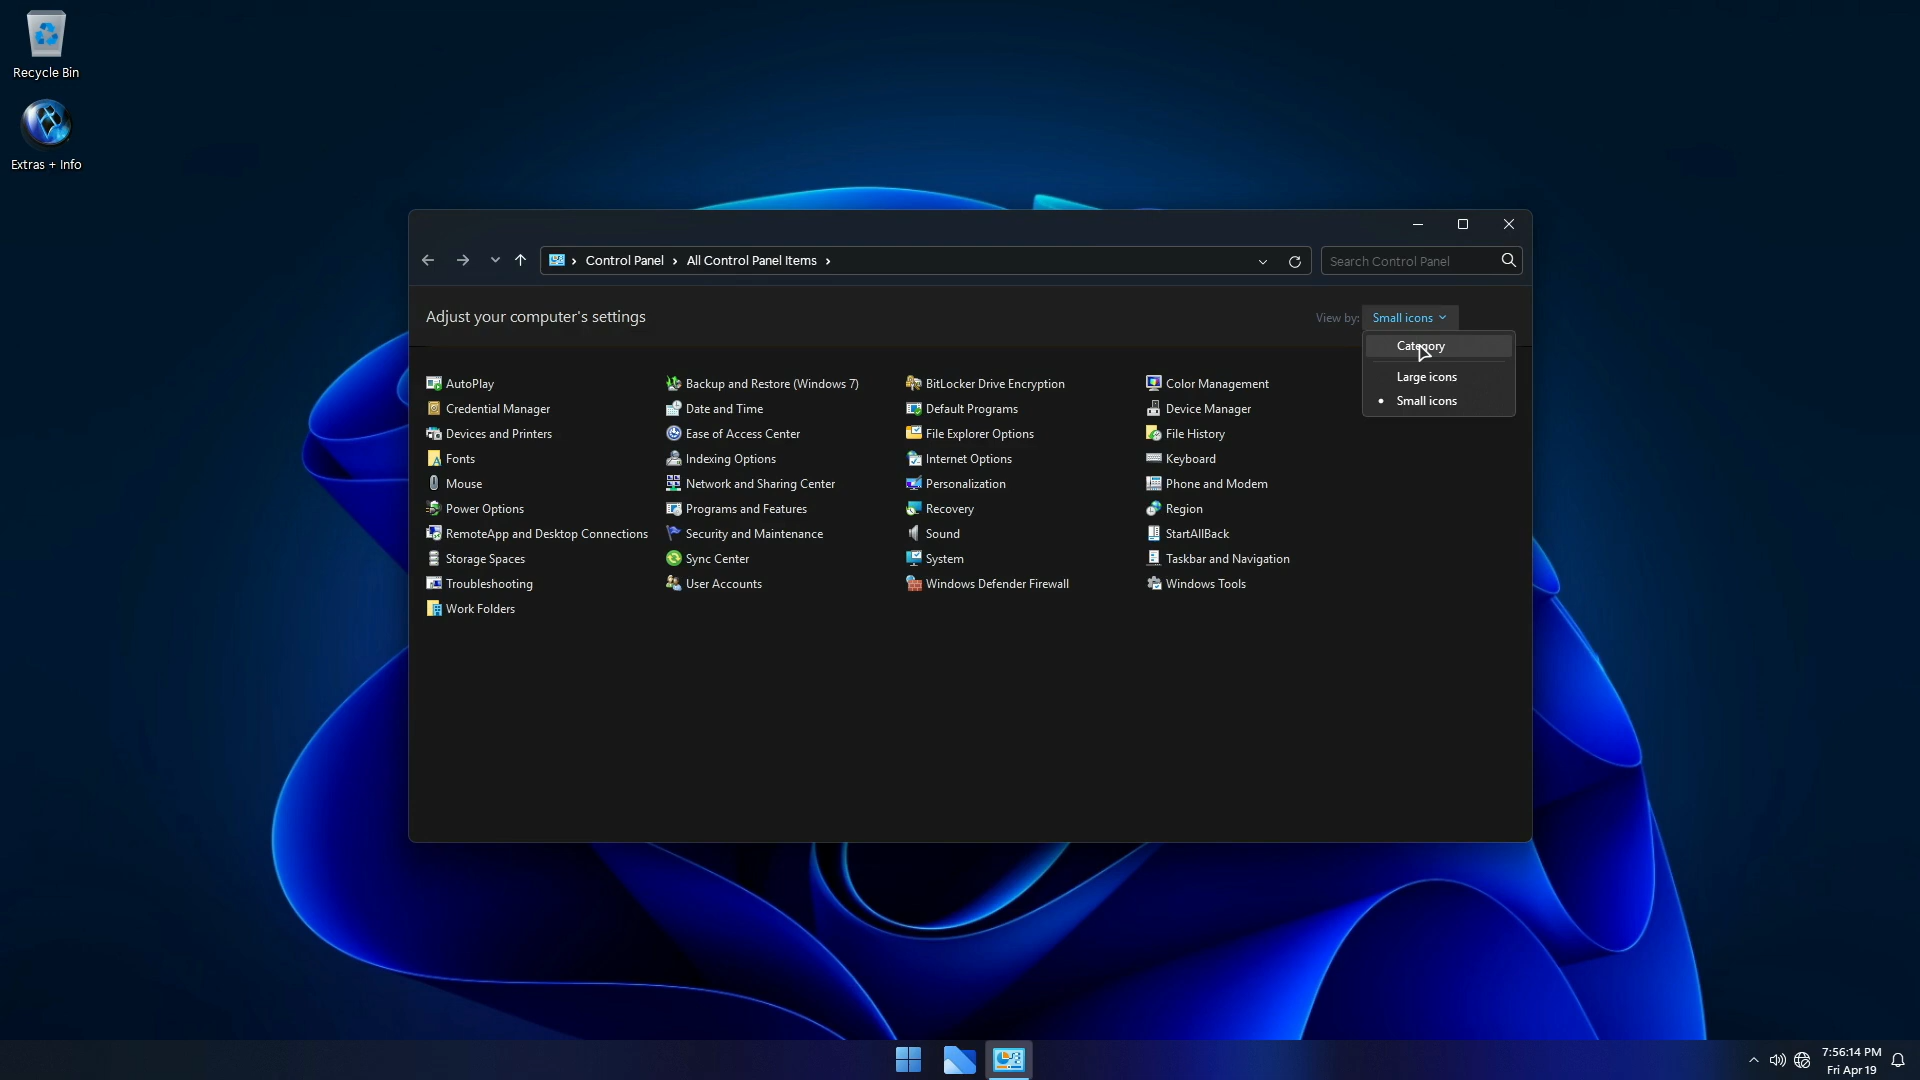 Recycle Bin
Extras + Info
Control Panel
All Control Panel Items
Search Control Panel
Adjust your computer's settings
View by:
Small icons
Category
Large icons
Small icons
AutoPlay
Backup and Restore (Windows 7)
BitLocker Drive Encryption
Color Management
Credential Manager
Date and Time
Default Programs
Device Manager
Devices and Printers
Ease of Access Center
File Explorer Options
File History
Fonts
Indexing Options
Internet Options
Keyboard
Mouse
Network and Sharing Center
Personalization
Phone and Modem
Power Options
Programs and Features
Recovery
Region
RemoteApp and Desktop Connections
Security and Maintenance
Sound
StartAllBack
Storage Spaces
Sync Center
System
Taskbar and Navigation
Troubleshooting
User Accounts
Windows Defender Firewall
Windows Tools
Work Folders
7:56:14 PM
Fri Apr 19